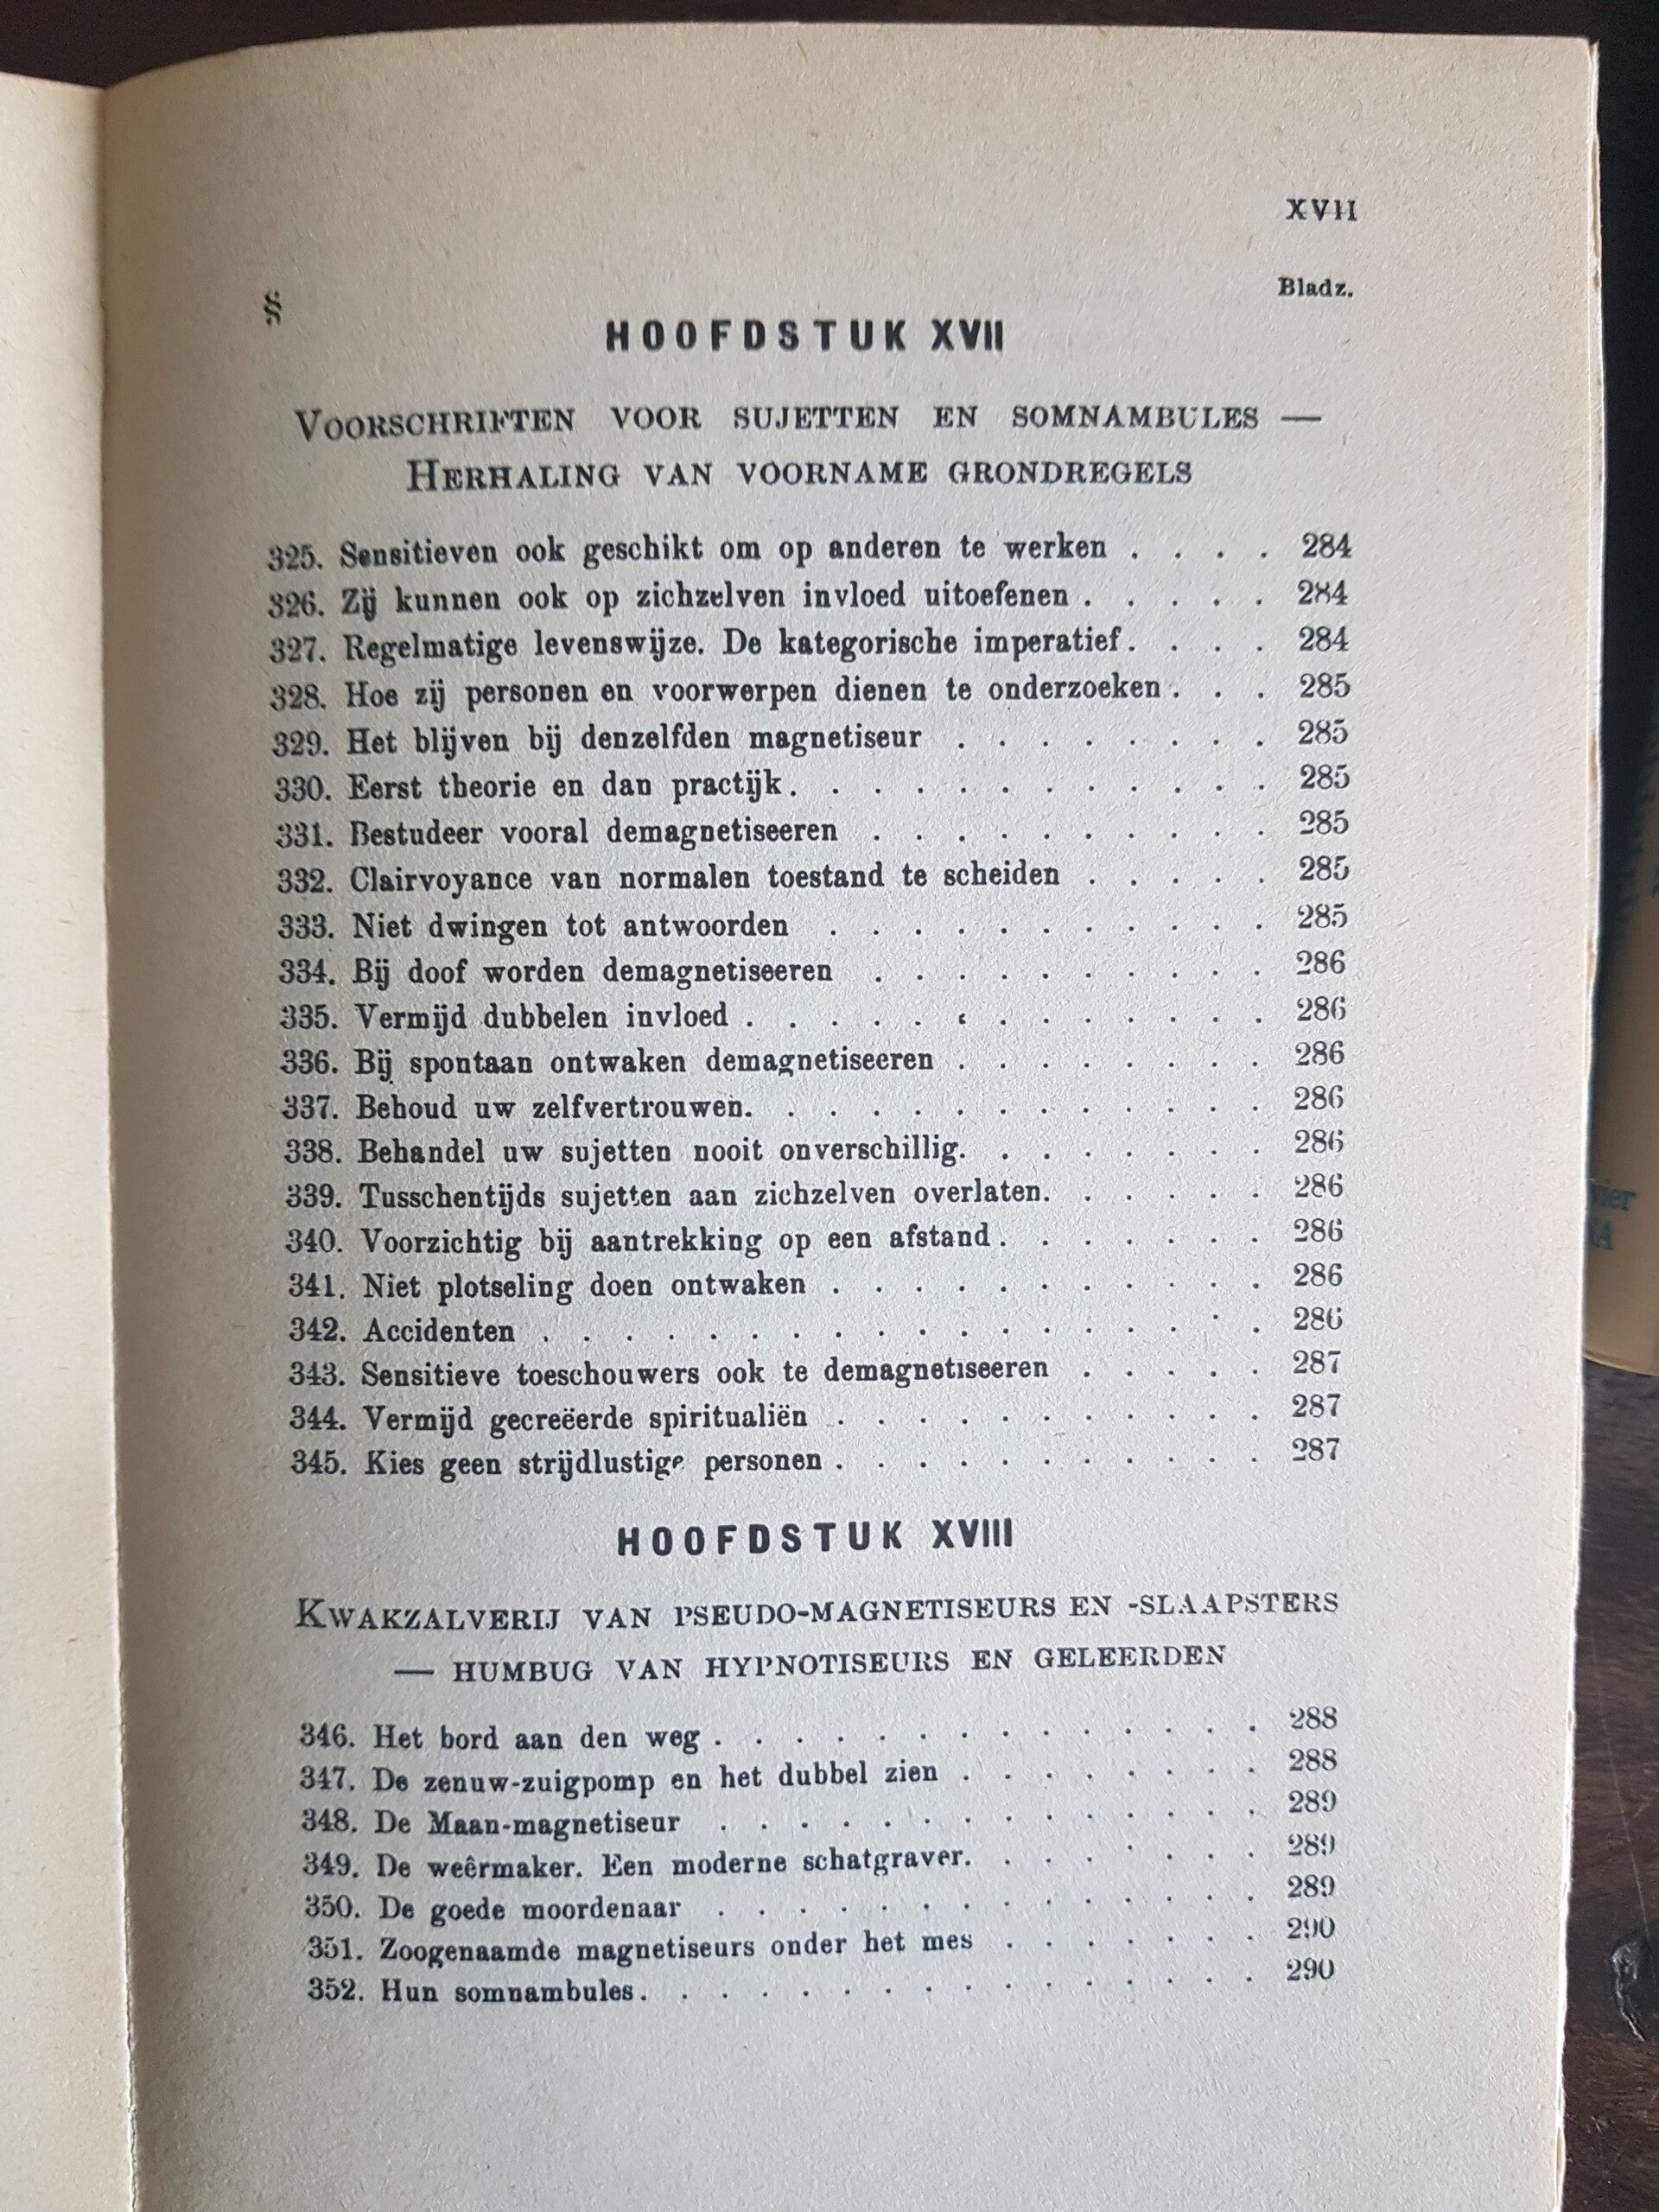 XVII
§ Bladz.
HOOFDSTUK XVII
VOORSCHRIFTEN VOOR SUJETTEN EN SOMNAMBULES —
HERHALING VAN VOORNAME GRONDREGELS
325. Sensitieven ook geschikt om op anderen te werken . . . . 284
326. Zij kunnen ook op zichzelven invloed uitoefenen . . . . . 284
327. Regelmatige levenswijze. De kategorische imperatief. . . . 284
328. Hoe zij personen en voorwerpen dienen te onderzoeken . . . 285
329. Het blijven bij denzelfden magnetiseur . . . . . . . . 285
330. Eerst theorie en dan practijk. . . . . . . . . . . . 285
331. Bestudeer vooral demagnetiseeren . . . . . . . . . . 285
332. Clairvoyance van normalen toestand te scheiden . . . . . 285
333. Niet dwingen tot antwoorden . . . . . . . . . . . 285
334. Bij doof worden demagnetiseeren . . . . . . . . . . 286
335. Vermijd dubbelen invloed . . . . . . . . . . . . . 286
336. Bij spontaan ontwaken demagnetiseeren . . . . . . . . 286
337. Behoud uw zelfvertrouwen. . . . . . . . . . . . . 286
338. Behandel uw sujetten nooit onverschillig. . . . . . . . 286
339. Tusschentijds sujetten aan zichzelven overlaten. . . . . . 286
340. Voorzichtig bij aantrekking op een afstand . . . . . . . 286
341. Niet plotseling doen ontwaken . . . . . . . . . . . 286
342. Accidenten . . . . . . . . . . . . . . . . . . 286
343. Sensitieve toeschouwers ook te demagnetiseeren . . . . . 287
344. Vermijd gecreëerde spiritualiën . . . . . . . . . . . 287
345. Kies geen strijdlustige personen . . . . . . . . . . . 287
HOOFDSTUK XVIII
KWAKZALVERIJ VAN PSEUDO-MAGNETISEURS EN -SLAAPSTERS
— HUMBUG VAN HYPNOTISEURS EN GELEERDEN
346. Het bord aan den weg . . . . . . . . . . . . . . 288
347. De zenuw-zuigpomp en het dubbel zien . . . . . . . . 288
348. De Maan-magnetiseur . . . . . . . . . . . . . . 289
349. De weêrmaker. Een moderne schatgraver. . . . . . . . 289
350. De goede moordenaar . . . . . . . . . . . . . . 289
351. Zoogenaamde magnetiseurs onder het mes . . . . . . . 290
352. Hun somnambules. . . . . . . . . . . . . . . . 290